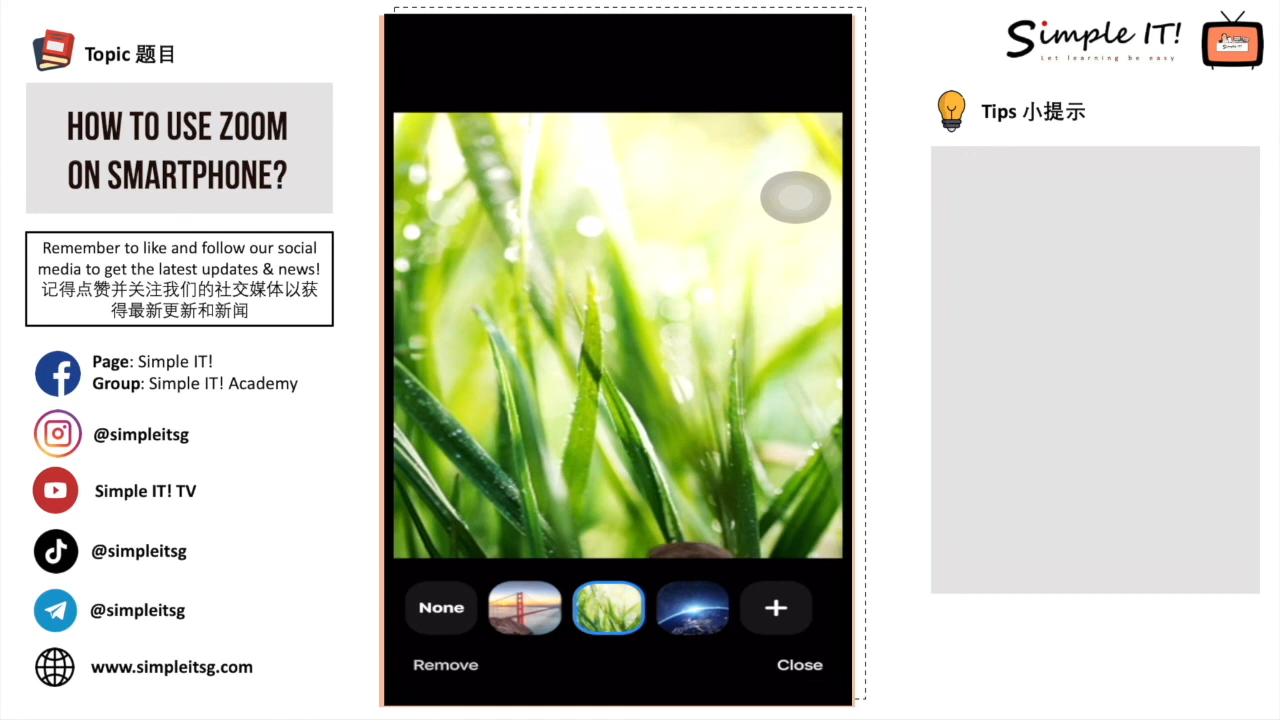 Topic 题目
HOW TO USE ZOOM
ON SMARTPHONE?
Remember to like and follow our social
media to get the latest updates & news!
记得点赞并关注我们的社交媒体以获
得最新更新和新闻
Page: Simple IT!
Group: Simple IT! Academy
@simpleitsg
Simple IT! TV
@simpleitsg
@simpleitsg
www.simpleitsg.com
None
+
Remove
Close
Simple IT!
Let learning be easy
Simple IT!
Tips 小提示